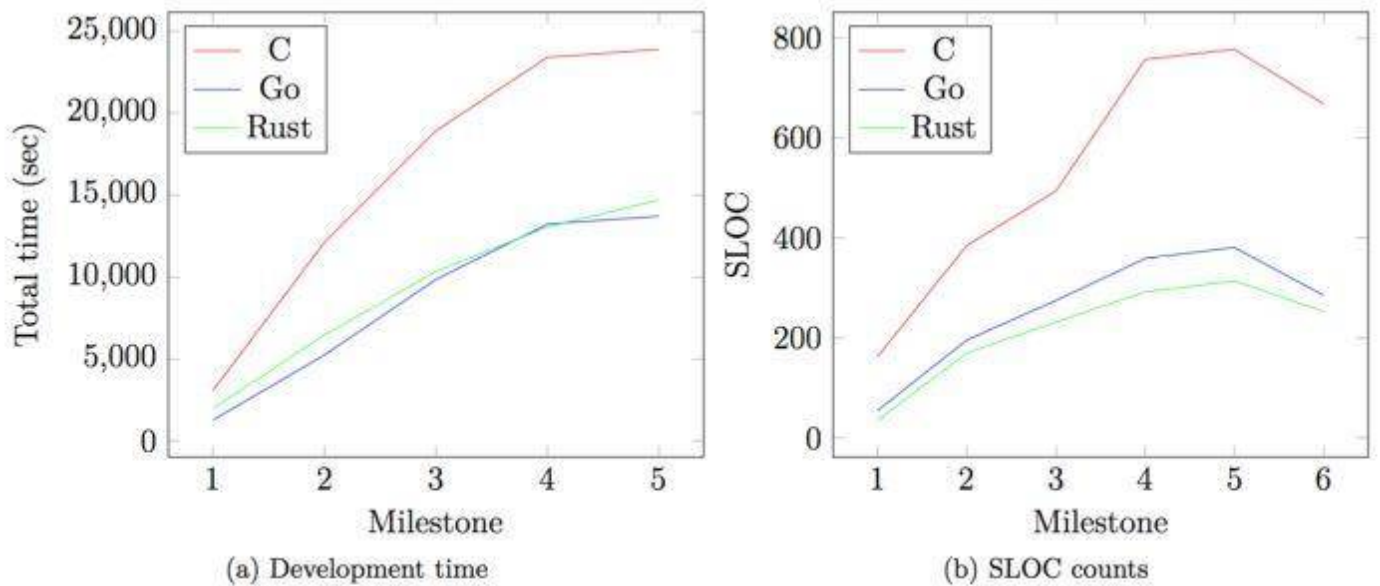 25,000
20,000
15,000
10,000
5,000
0
Total time (sec)
C
Go
Rust
1 2 3 4 5
Milestone
(a) Development time
800
600
400
200
0
SLOC
C
Go
Rust
1 2 3 4 5 6
Milestone
(b) SLOC counts